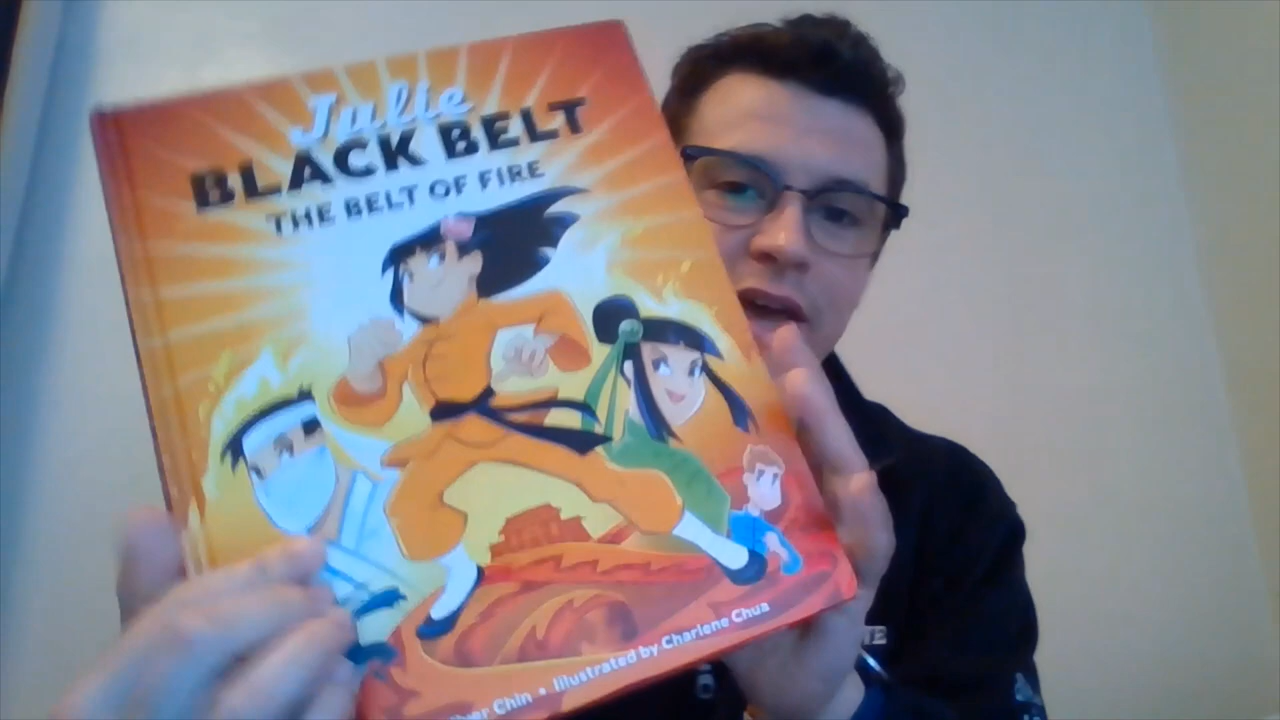 Julie
BLACK BELT
THE BELT OF FIRE
Chin • Illustrated by Charlene Chua